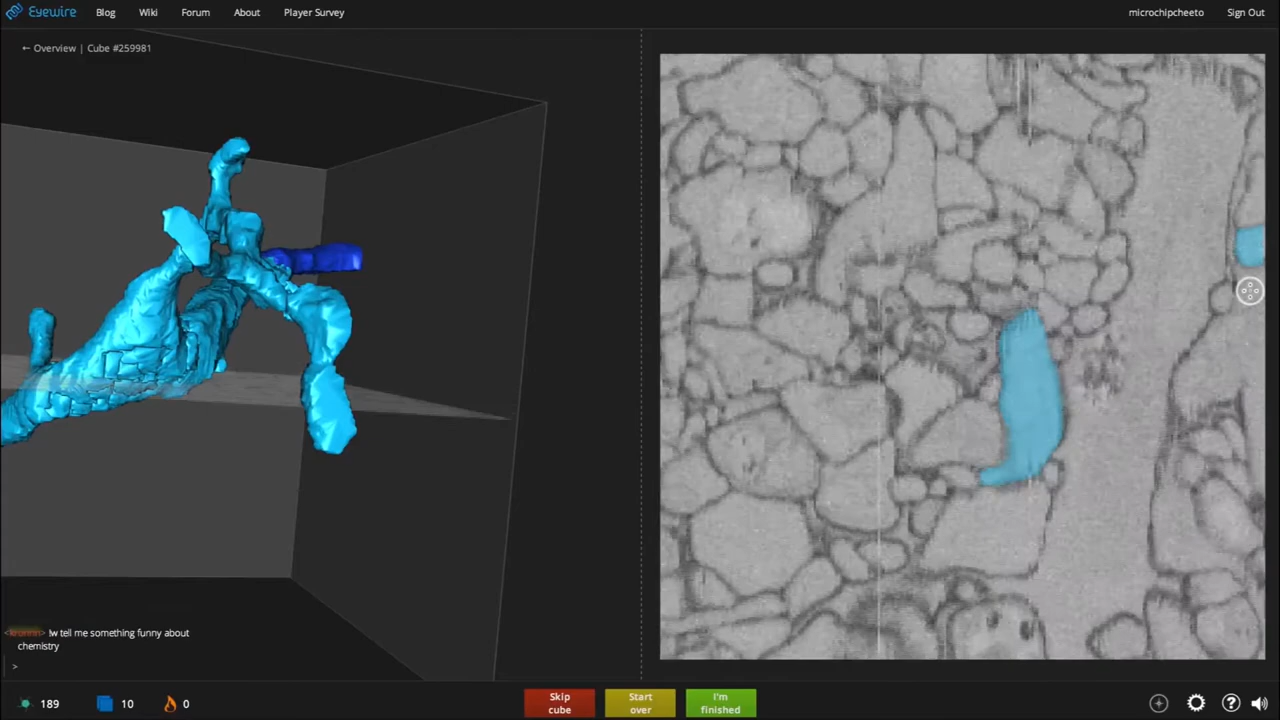 Eyewire Blog Wiki Forum About Player Survey microchipcheeto Sign Out
← Overview | Cube #259981
!w tell me something funny about
chemistry
>
189 10 0 Skip cube Start over I'm finished